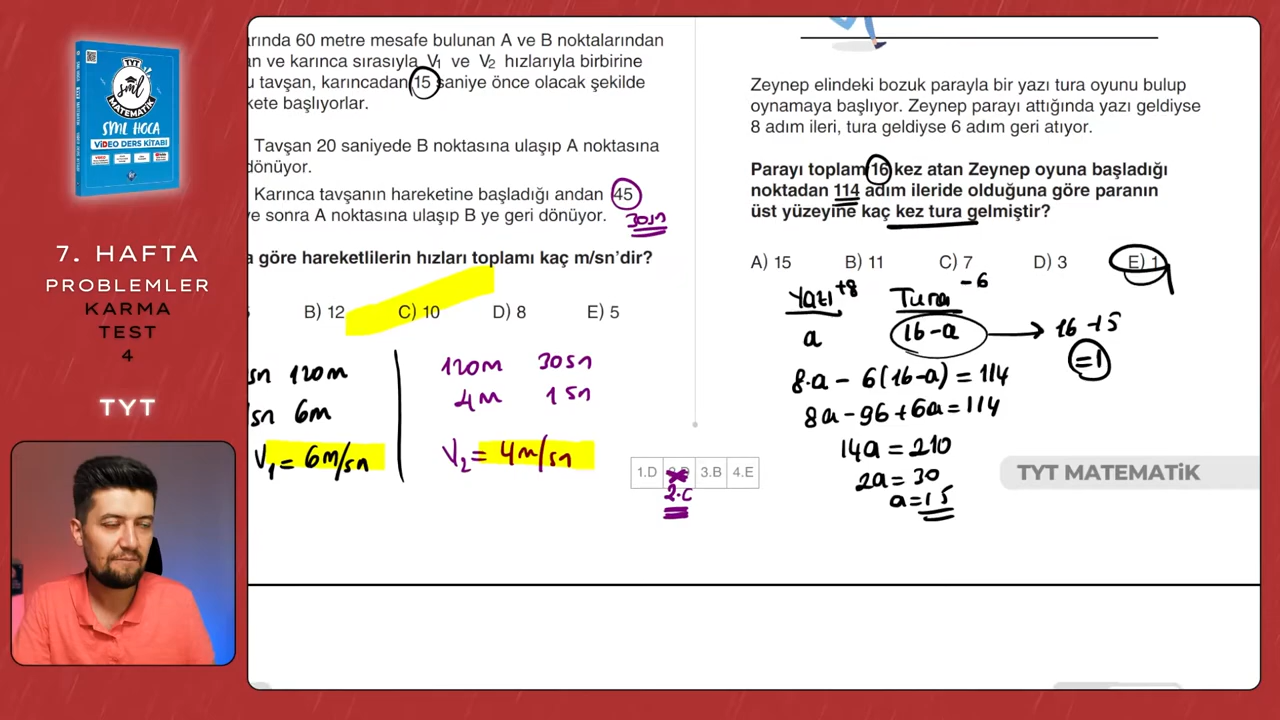 TYT
sml
MATEMATİK
SML HOCA
ViDEO DERS KİTABI
7. HAFTA
PROBLEMLER
KARMA
TEST
4
TYT
60 metre mesafe bulunan A ve B noktalarından
ve karınca sırasıyla V₁ ve V₂ hızlarıyla birbirine
tavşan, karıncadan 15 saniye önce olacak şekilde
başlıyorlar.
Tavşan 20 saniyede B noktasına ulaşıp A noktasına
dönüyor.
Karınca tavşanın hareketine başladığı andan 45
sonra A noktasına ulaşıp B ye geri dönüyor.
30sn
göre hareketlilerin hızları toplamı kaç m/sn'dir?
B) 12 C) 10 D) 8 E) 5
sn 120m
sn 6m
V₁ = 6m/sn
120m 30sn
4m 1sn
V₂ = 4m/sn
1.D 3.B 4.E
2.C
Zeynep elindeki bozuk parayla bir yazı tura oyunu bulup
oynamaya başlıyor. Zeynep parayı attığında yazı geldiyse
8 adım ileri, tura geldiyse 6 adım geri atıyor.
Parayı toplam 16 kez atan Zeynep oyuna başladığı
noktadan 114 adım ileride olduğuna göre paranın
üst yüzeyine kaç kez tura gelmiştir?
A) 15 B) 11 C) 7 D) 3 E) 1
Yazı +8 Tura -6
a 16-a → 16-15
=1
8.a - 6(16-a) = 114
8a - 96 + 6a = 114
14a = 210
2a = 30
a = 15
TYT MATEMATiK